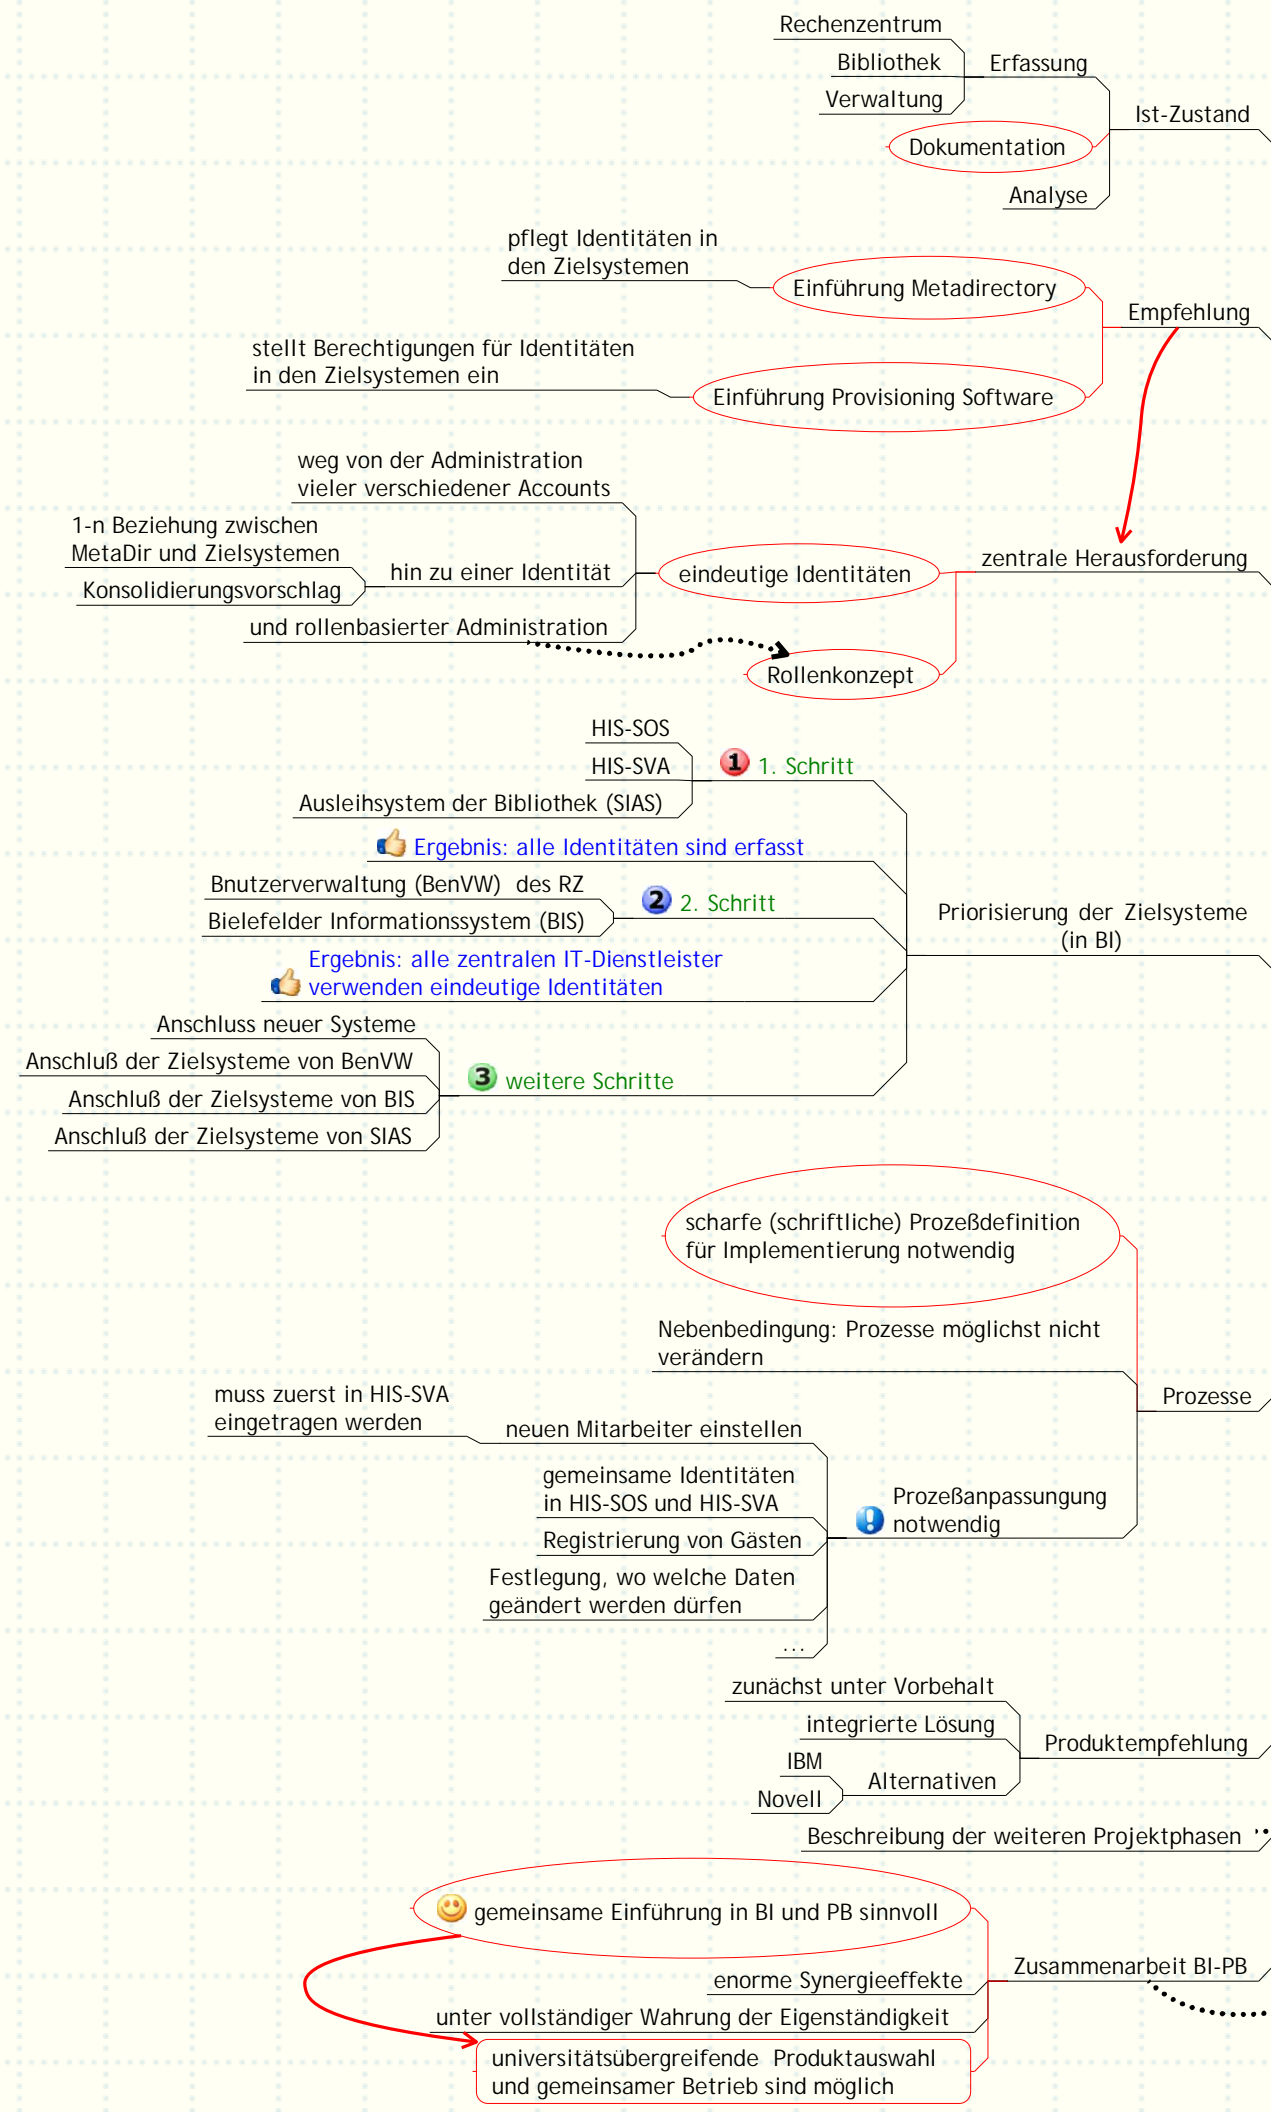 Rechenzentrum
Bibliothek
Verwaltung
Erfassung
Dokumentation
Analyse
Ist-Zustand
pflegt Identitäten in
den Zielsystemen
Einführung Metadirectory
stellt Berechtigungen für Identitäten
in den Zielsystemen ein
Einführung Provisioning Software
Empfehlung
weg von der Administration
vieler verschiedener Accounts
1-n Beziehung zwischen
MetaDir und Zielsystemen
Konsolidierungsvorschlag
hin zu einer Identität
und rollenbasierter Administration
eindeutige Identitäten
Rollenkonzept
zentrale Herausforderung
HIS-SOS
HIS-SVA
Ausleihsystem der Bibliothek (SIAS)
1 1. Schritt
Ergebnis: alle Identitäten sind erfasst
Bnutzerverwaltung (BenVW) des RZ
Bielefelder Informationssystem (BIS)
2 2. Schritt
Ergebnis: alle zentralen IT-Dienstleister
verwenden eindeutige Identitäten
Anschluss neuer Systeme
Anschluß der Zielsysteme von BenVW
Anschluß der Zielsysteme von BIS
Anschluß der Zielsysteme von SIAS
3 weitere Schritte
Priorisierung der Zielsysteme
(in BI)
scharfe (schriftliche) Prozeßdefinition
für Implementierung notwendig
Nebenbedingung: Prozesse möglichst nicht
verändern
muss zuerst in HIS-SVA
eingetragen werden
neuen Mitarbeiter einstellen
gemeinsame Identitäten
in HIS-SOS und HIS-SVA
Registrierung von Gästen
Festlegung, wo welche Daten
geändert werden dürfen
...
Prozeßanpassungung
notwendig
Prozesse
zunächst unter Vorbehalt
integrierte Lösung
IBM
Novell
Alternativen
Produktempfehlung
Beschreibung der weiteren Projektphasen
gemeinsame Einführung in BI und PB sinnvoll
enorme Synergieeffekte
unter vollständiger Wahrung der Eigenständigkeit
universitätsübergreifende Produktauswahl
und gemeinsamer Betrieb sind möglich
Zusammenarbeit BI-PB